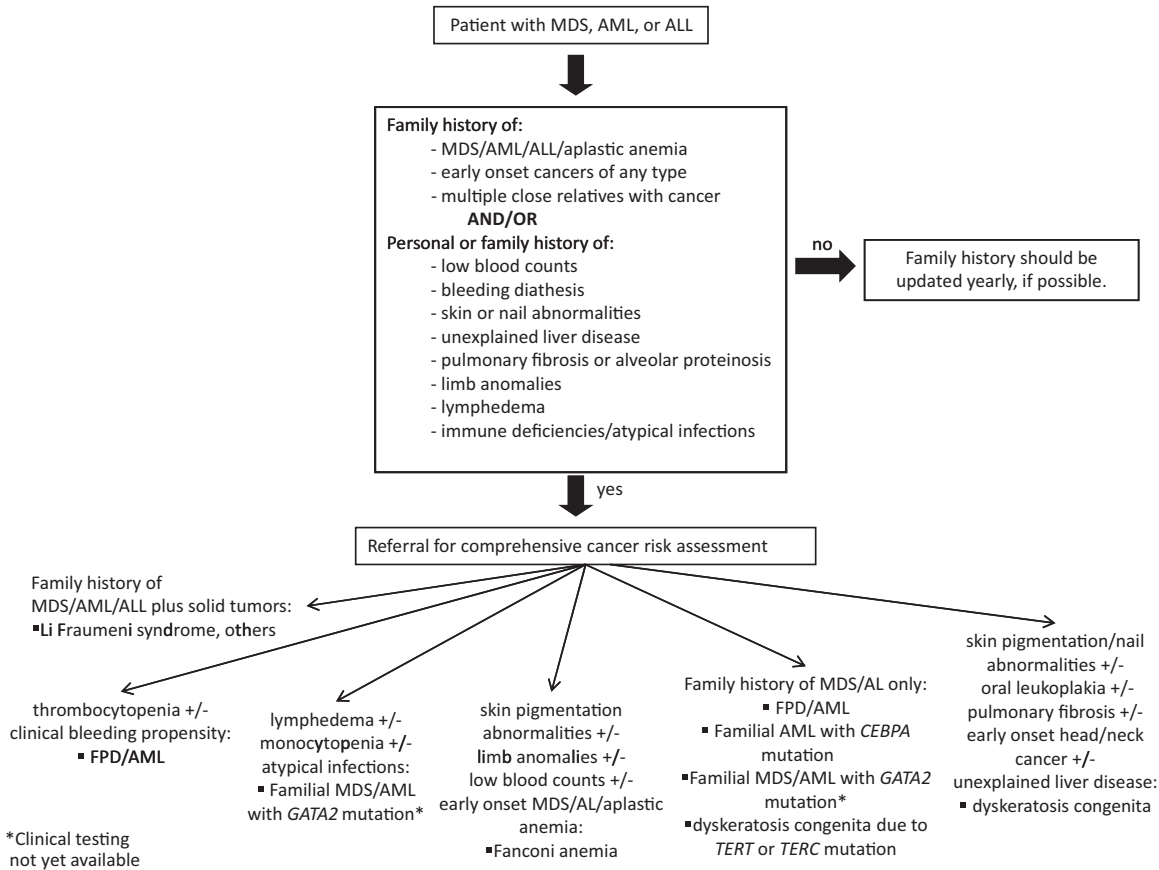 Patient with MDS, AML, or ALL
Family history of:
- MDS/AML/ALL/aplastic anemia
- early onset cancers of any type
- multiple close relatives with cancer
AND/OR
Personal or family history of:
- low blood counts
- bleeding diathesis
- skin or nail abnormalities
- unexplained liver disease
- pulmonary fibrosis or alveolar proteinosis
- limb anomalies
- lymphedema
- immune deficiencies/atypical infections
no
Family history should be
updated yearly, if possible.
yes
Referral for comprehensive cancer risk assessment
Family history of
MDS/AML/ALL plus solid tumors:
▪Li Fraumeni syndrome, others
thrombocytopenia +/-
clinical bleeding propensity:
▪ FPD/AML
lymphedema +/-
monocytopenia +/-
atypical infections:
▪ Familial MDS/AML
with GATA2 mutation*
skin pigmentation
abnormalities +/-
limb anomalies +/-
low blood counts +/-
early onset MDS/AL/aplastic
anemia:
▪Fanconi anemia
Family history of MDS/AL only:
▪ FPD/AML
▪ Familial AML with CEBPA
mutation
▪Familial MDS/AML with GATA2
mutation*
▪dyskeratosis congenita due to
TERT or TERC mutation
skin pigmentation/nail
abnormalities +/-
oral leukoplakia +/-
pulmonary fibrosis +/-
early onset head/neck
cancer +/-
unexplained liver disease:
▪ dyskeratosis congenita
*Clinical testing
not yet available